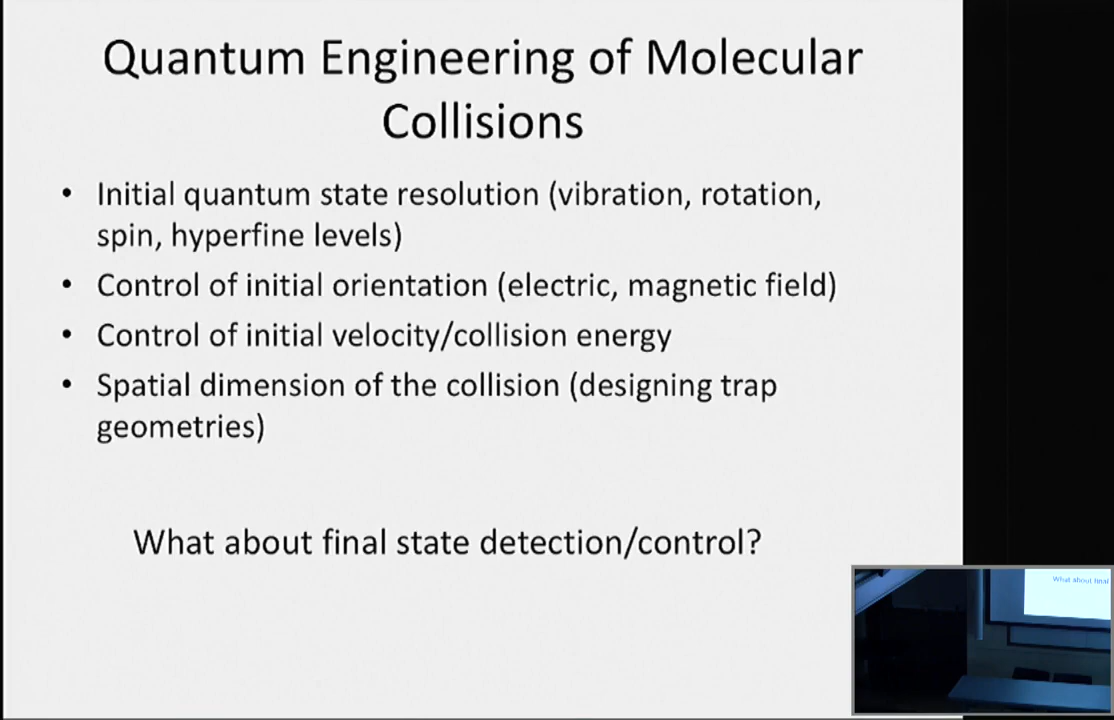 Quantum Engineering of Molecular
Collisions
• Initial quantum state resolution (vibration, rotation,
spin, hyperfine levels)
• Control of initial orientation (electric, magnetic field)
• Control of initial velocity/collision energy
• Spatial dimension of the collision (designing trap
geometries)
What about final state detection/control?
What about final